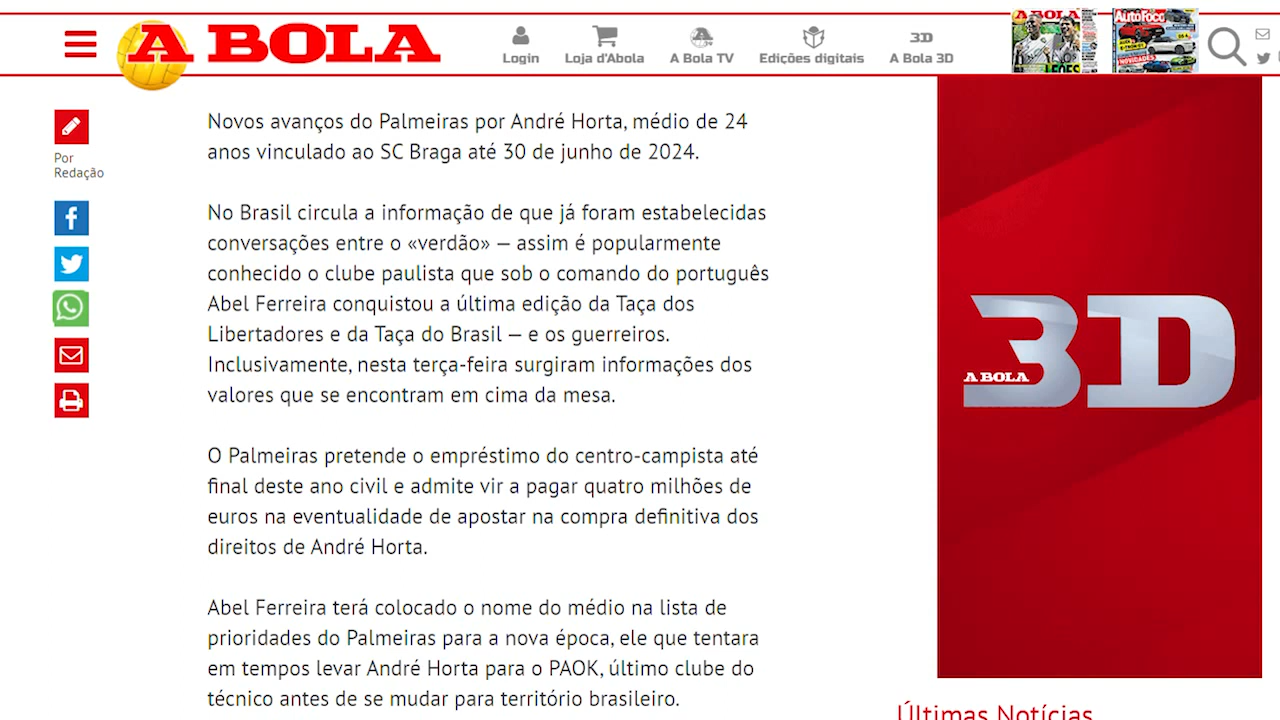 A BOLA
Login
Loja d'Abola
A Bola TV
Edições digitais
3D
A Bola 3D
A BOLA
LEÕES
AutoFoco
NOVIDADES
Por
Redação
Novos avanços do Palmeiras por André Horta, médio de 24
anos vinculado ao SC Braga até 30 de junho de 2024.
No Brasil circula a informação de que já foram estabelecidas
conversações entre o «verdão» — assim é popularmente
conhecido o clube paulista que sob o comando do português
Abel Ferreira conquistou a última edição da Taça dos
Libertadores e da Taça do Brasil — e os guerreiros.
Inclusivamente, nesta terça-feira surgiram informações dos
valores que se encontram em cima da mesa.
O Palmeiras pretende o empréstimo do centro-campista até
final deste ano civil e admite vir a pagar quatro milhões de
euros na eventualidade de apostar na compra definitiva dos
direitos de André Horta.
Abel Ferreira terá colocado o nome do médio na lista de
prioridades do Palmeiras para a nova época, ele que tentara
em tempos levar André Horta para o PAOK, último clube do
técnico antes de se mudar para território brasileiro.
3D
A BOLA
Últimas Notícias